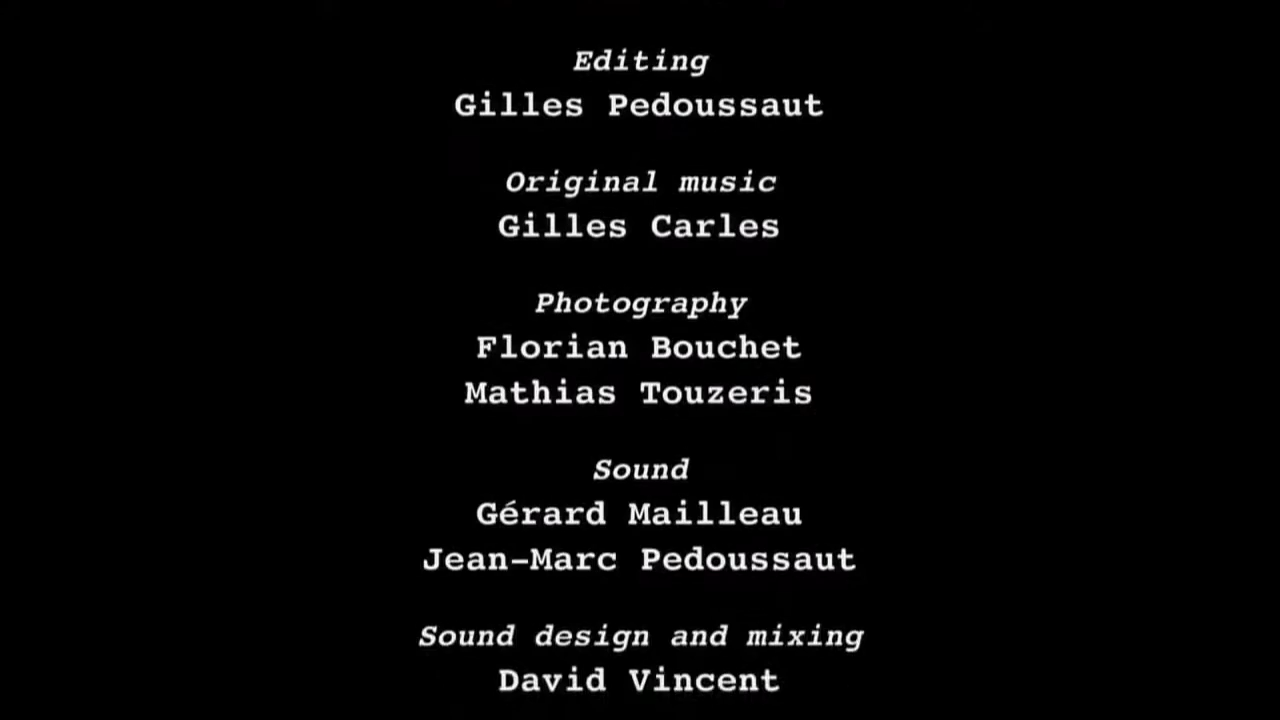 Editing
Gilles Pedoussaut
Original music
Gilles Carles
Photography
Florian Bouchet
Mathias Touzeris
Sound
Gérard Mailleau
Jean-Marc Pedoussaut
Sound design and mixing
David Vincent